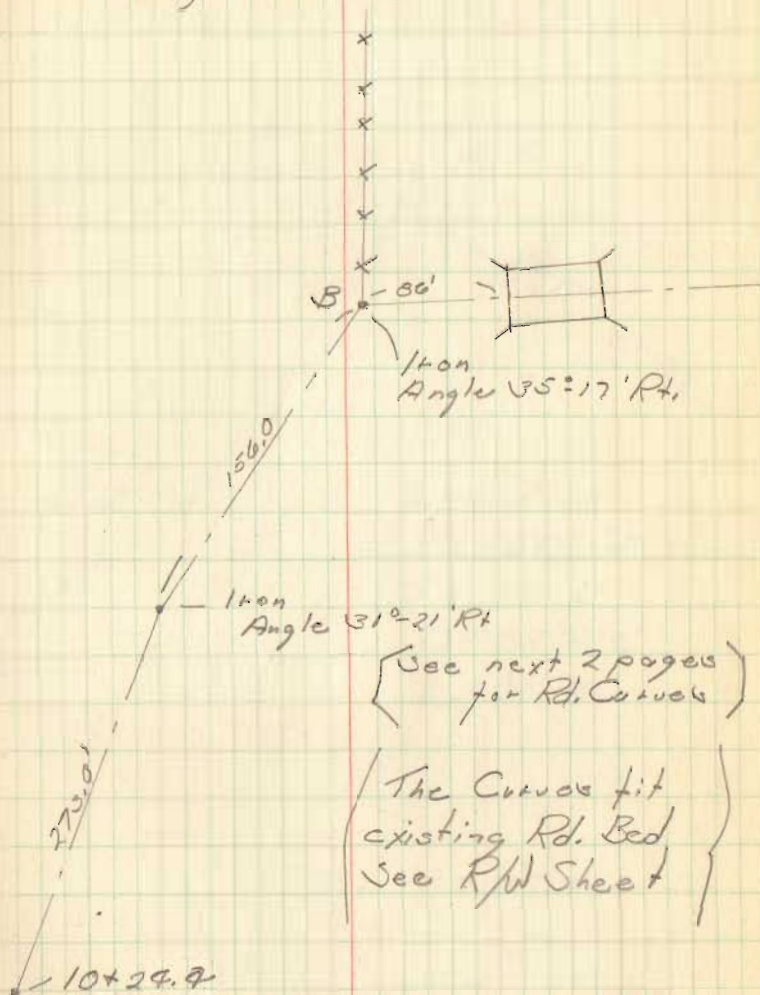 B
86'
Iron
Angle 35°17' Rt.
156.0
Iron
Angle 31°-21' Rt
(See next 2 pages
for Rd. Curves)
273.0'
(The Curves fit
existing Rd. Bed
See R/W Sheet)
10+24.4